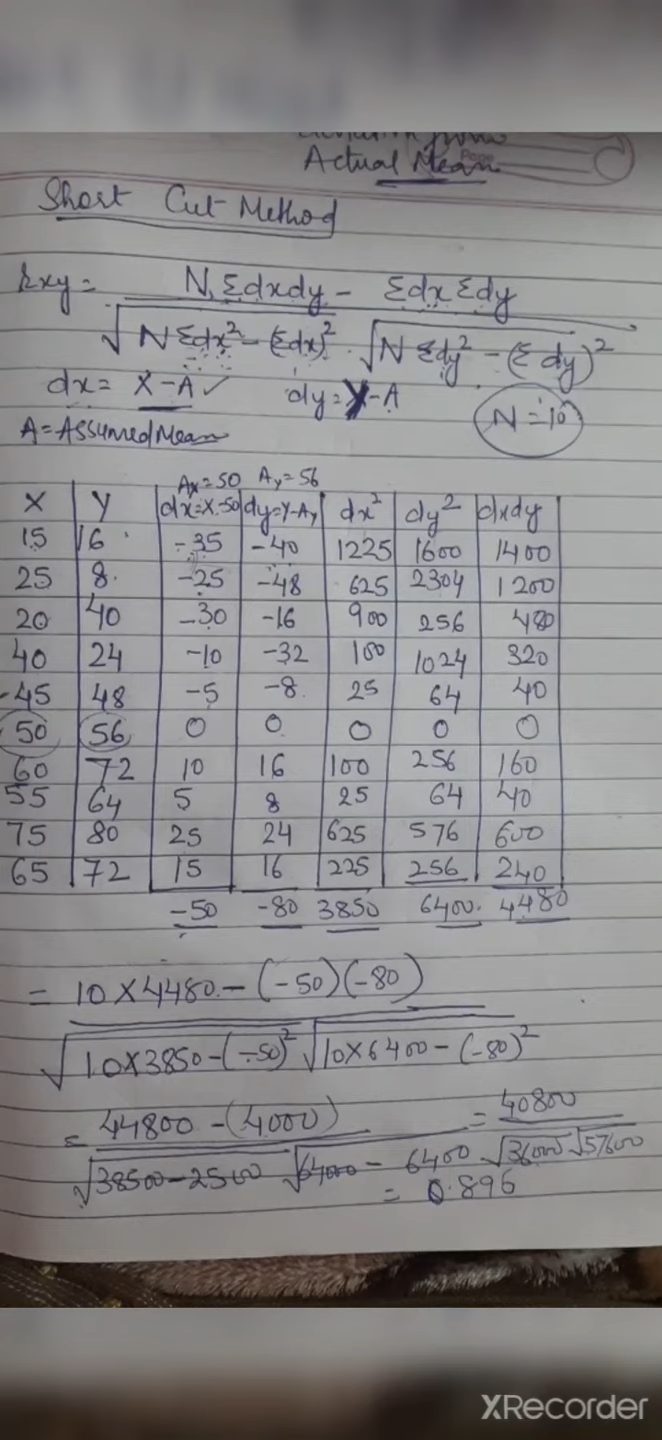 Actual Mean
Short Cut Method
rxy = N Σdxdy - Σdx Σdy
√NΣdx² - (Σdx)² . √N Σdy² - (Σdy)²
dx = X - A ✓ dy = Y - A
N = 10
A = Assumed Mean
Ax = 50 Ay = 56
X Y dx=X-50 dy=Y-Ay dx² dy² dxdy
15 16 -35 -40 1225 1600 1400
25 8 -25 -48 625 2304 1200
20 40 -30 -16 900 256 480
40 24 -10 -32 100 1024 320
-45 48 -5 -8 25 64 40
50 56 0 0 0 0 0
60 72 10 16 100 256 160
55 64 5 8 25 64 40
75 80 25 24 625 576 600
65 72 15 16 225 256 240
-50 -80 3850 6400 4480
= 10 X 4480 - (-50)(-80)
√10X3850 - (-50)² √10X6400 - (-80)²
= 44800 - (4000) = 40800
√38500 - 2500 √64000 - 6400 √36000 √57600
= 0.896
XRecorder